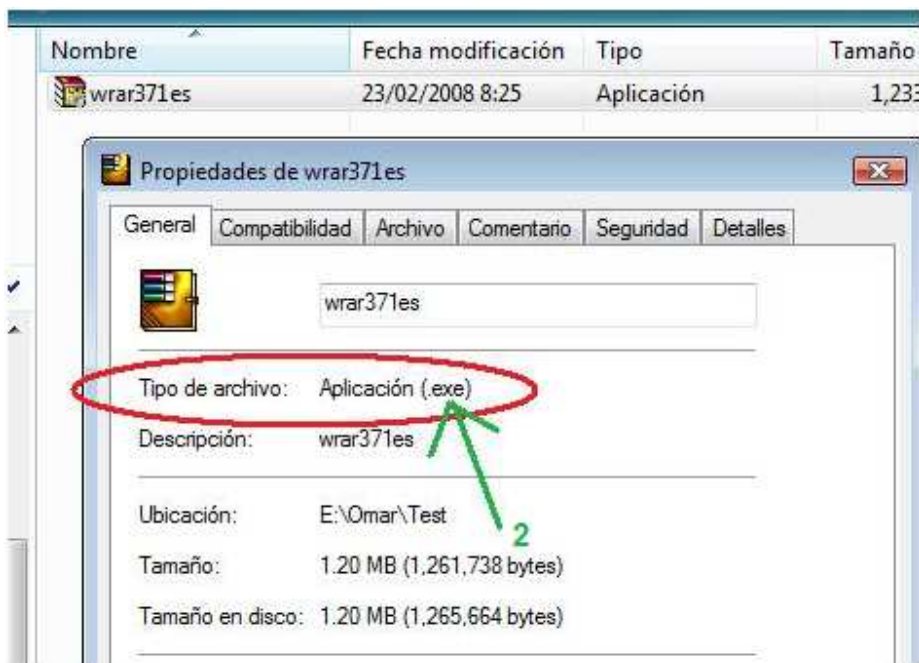 Nombre Fecha modificación Tipo Tamaño
wrar371es 23/02/2008 8:25 Aplicación 1,233
Propiedades de wrar371es
General Compatibilidad Archivo Comentario Seguridad Detalles
wrar371es
Tipo de archivo: Aplicación (.exe)
Descripción: wrar371es
Ubicación: E:\Omar\Test
2
Tamaño: 1.20 MB (1,261,738 bytes)
Tamaño en disco: 1.20 MB (1,265,664 bytes)